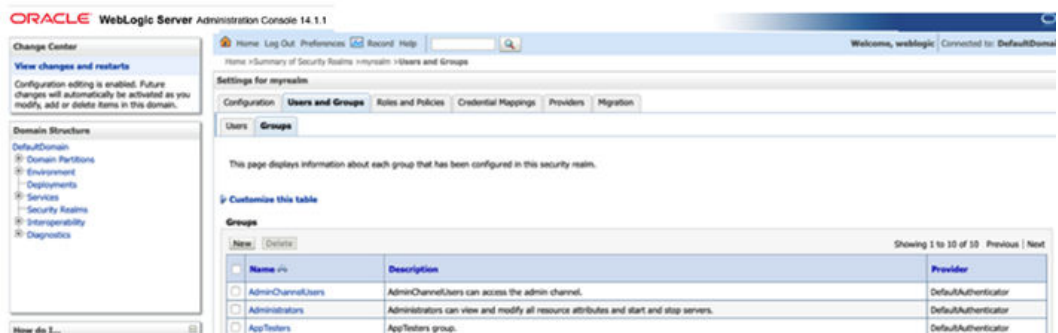 ORACLE WebLogic Server Administration Console 14.1.1
Change Center
View changes and restarts
Configuration editing is enabled. Future
changes will automatically be activated as you
modify, add or delete items in this domain.
Domain Structure
DefaultDomain
Domain Partitions
Environment
Deployments
Services
Security Realms
Interoperability
Diagnostics
How do I...
Home Log Out Preferences Record Help
Welcome, weblogic Connected to: DefaultDomai
Home >Summary of Security Realms >myrealm >Users and Groups
Settings for myrealm
Configuration Users and Groups Roles and Policies Credential Mappings Providers Migration
Users Groups
This page displays information about each group that has been configured in this security realm.
Customize this table
Groups
New Delete Showing 1 to 10 of 10 Previous | Next
Name Description Provider
AdminChannelUsers AdminChannelUsers can access the admin channel. DefaultAuthenticator
Administrators Administrators can view and modify all resource attributes and start and stop servers. DefaultAuthenticator
AppTesters AppTesters group. DefaultAuthenticator